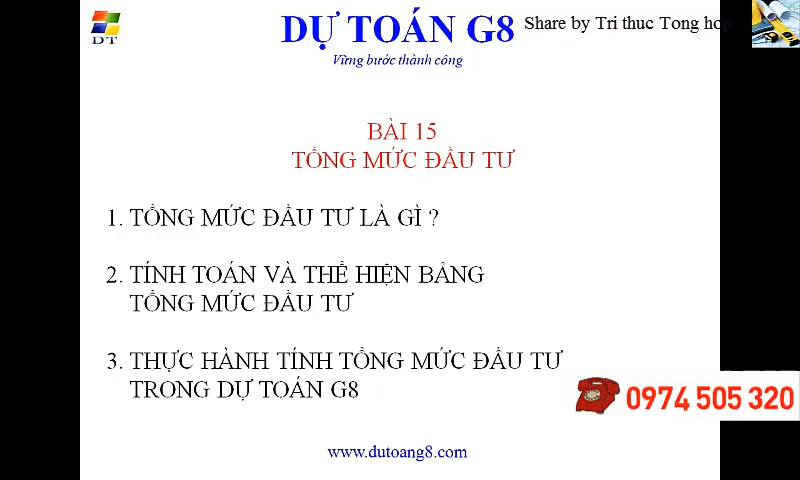 DT
DỰ TOÁN G8
Share by Tri thuc Tong hop
Vững bước thành công
BÀI 15
TỔNG MỨC ĐẦU TƯ
1. TỔNG MỨC ĐẦU TƯ LÀ GÌ ?
2. TÍNH TOÁN VÀ THỂ HIỆN BẢNG
TỔNG MỨC ĐẦU TƯ
3. THỰC HÀNH TÍNH TỔNG MỨC ĐẦU TƯ
TRONG DỰ TOÁN G8
0974 505 320
www.dutoang8.com